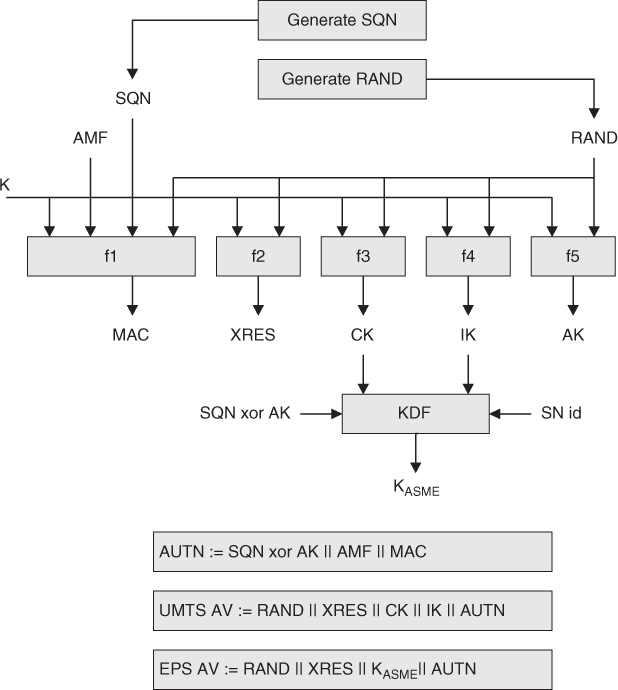 Generate SQN
Generate RAND
SQN
AMF
RAND
K
f1
f2
f3
f4
f5
MAC
XRES
CK
IK
AK
SQN xor AK
KDF
SN id
KASME
AUTN := SQN xor AK || AMF || MAC
UMTS AV := RAND || XRES || CK || IK || AUTN
EPS AV := RAND || XRES || KASME|| AUTN